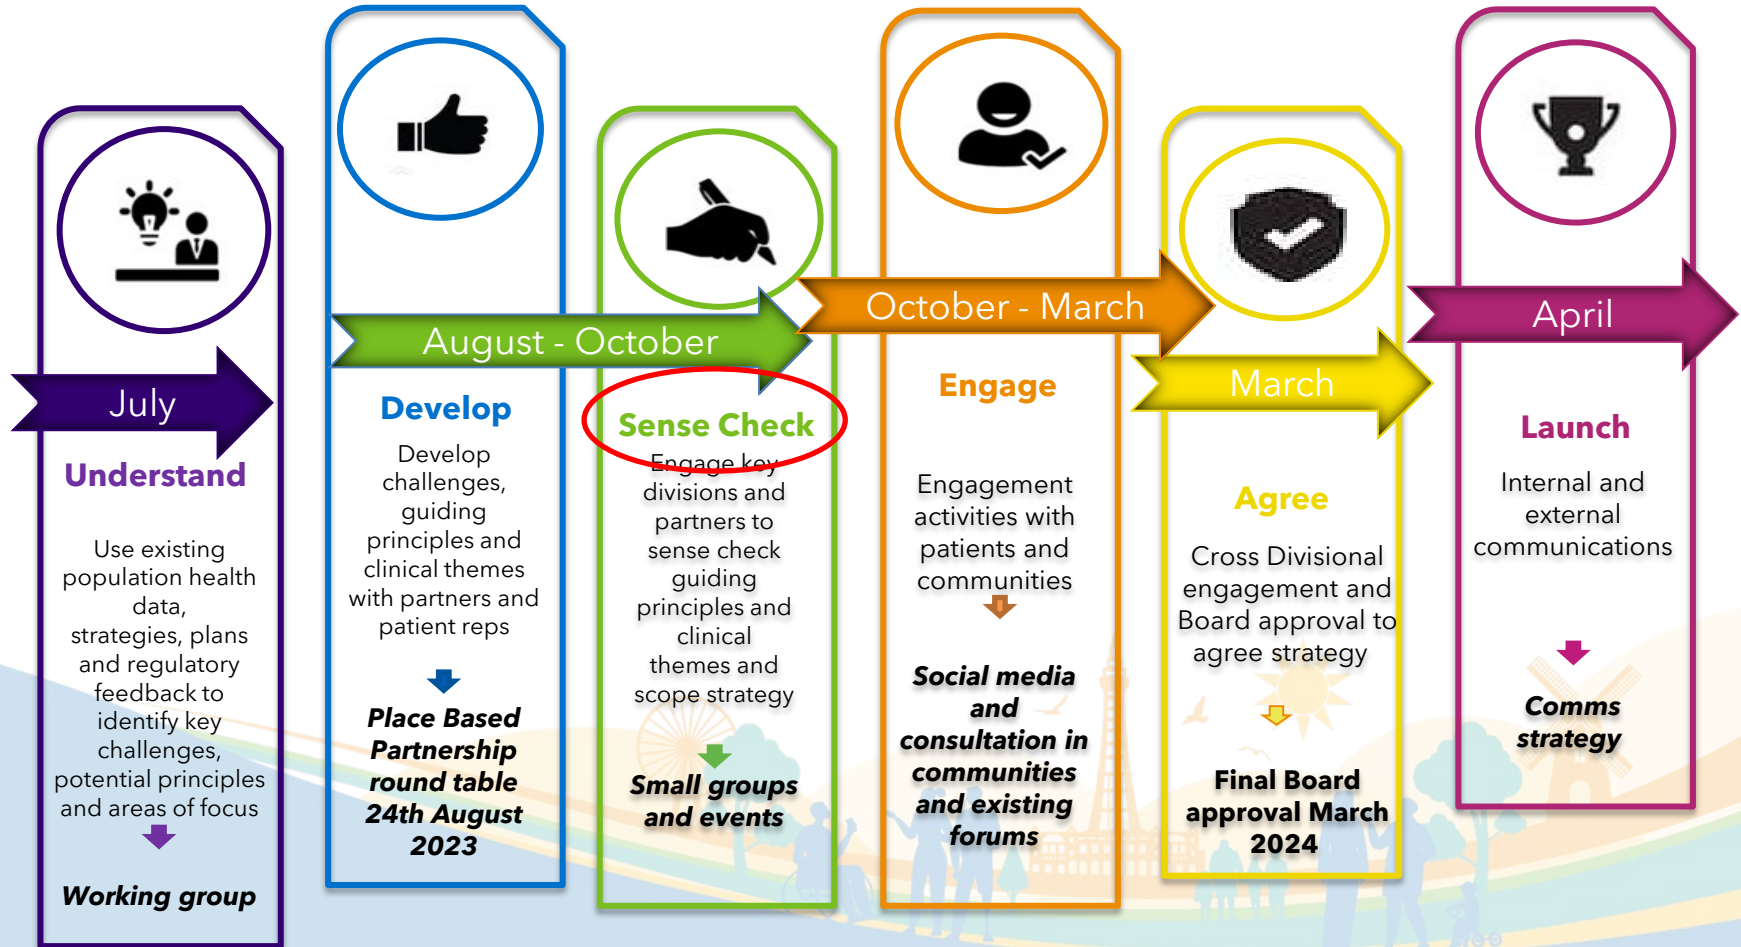 July
Understand
Use existing
population health
data,
strategies, plans
and regulatory
feedback to
identify key
challenges,
potential principles
and areas of focus
Working group
August - October
Develop
Develop
challenges,
guiding
principles and
clinical themes
with partners and
patient reps
Place Based
Partnership
round table
24th August
2023
Sense Check
Engage key
divisions and
partners to
sense check
guiding
principles and
clinical
themes and
scope strategy
Small groups
and events
October - March
Engage
Engagement
activities with
patients and
communities
Social media
and
consultation in
communities
and existing
forums
March
Agree
Cross Divisional
engagement and
Board approval to
agree strategy
Final Board
approval March
2024
April
Launch
Internal and
external
communications
Comms
strategy